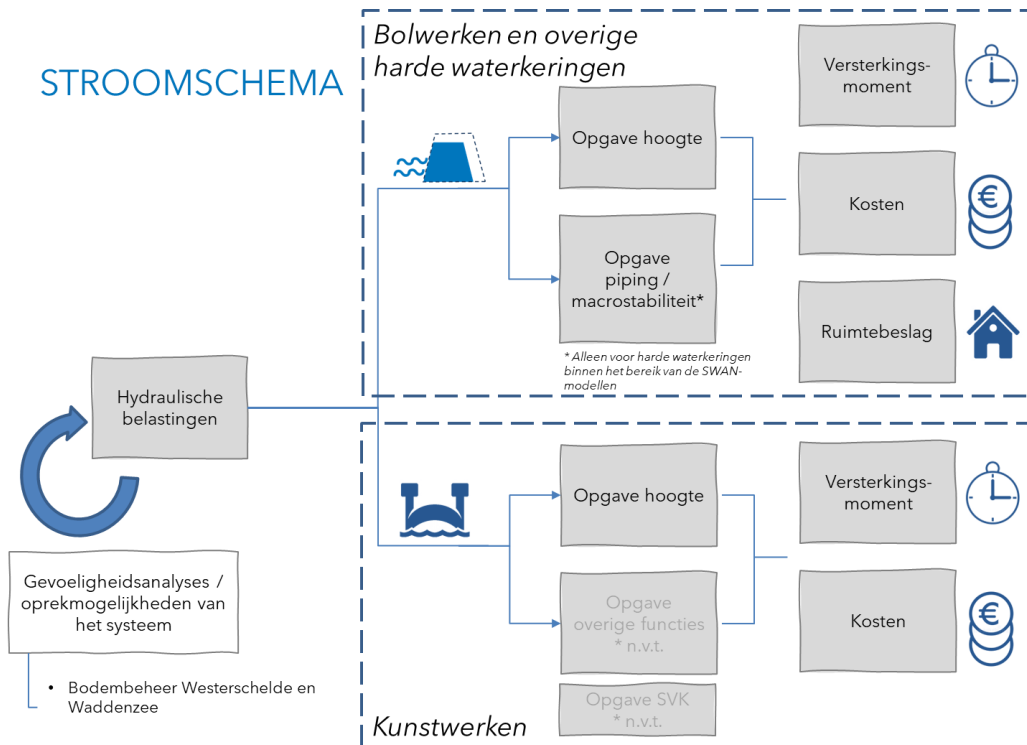 STROOMSCHEMA
Bolwerken en overige
harde waterkeringen
Opgave hoogte
Opgave
piping /
macrostabiliteit*
* Alleen voor harde waterkeringen
binnen het bereik van de SWAN-
modellen
Versterkings-
moment
€
Kosten
Ruimtebeslag
Hydraulische
belastingen
Gevoeligheidsanalyses /
oprekmogelijkheden van
het systeem
• Bodembeheer Westerschelde en
Waddenzee
Opgave hoogte
Opgave
overige functies
* n.v.t.
Opgave SVK
* n.v.t.
Versterkings-
moment
Kosten
€
Kunstwerken